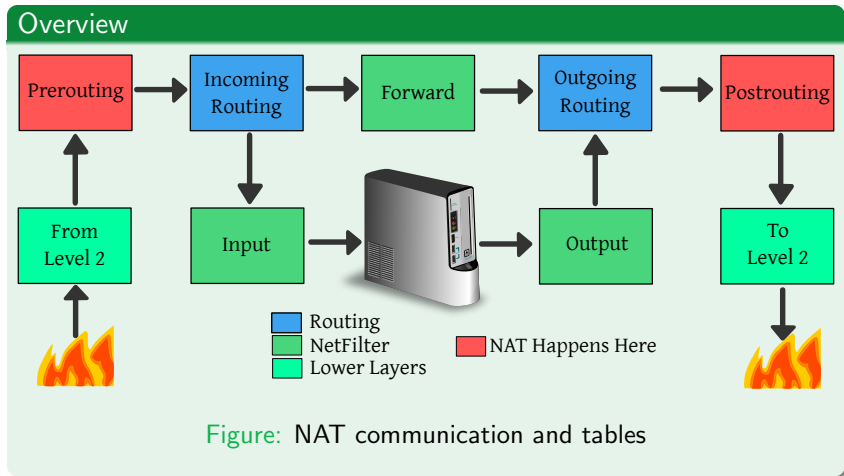 Overview
Prerouting
Incoming
Routing
Forward
Outgoing
Routing
Postrouting
From
Level 2
Input
Output
To
Level 2
Routing
NetFilter
Lower Layers
NAT Happens Here
Figure: NAT communication and tables